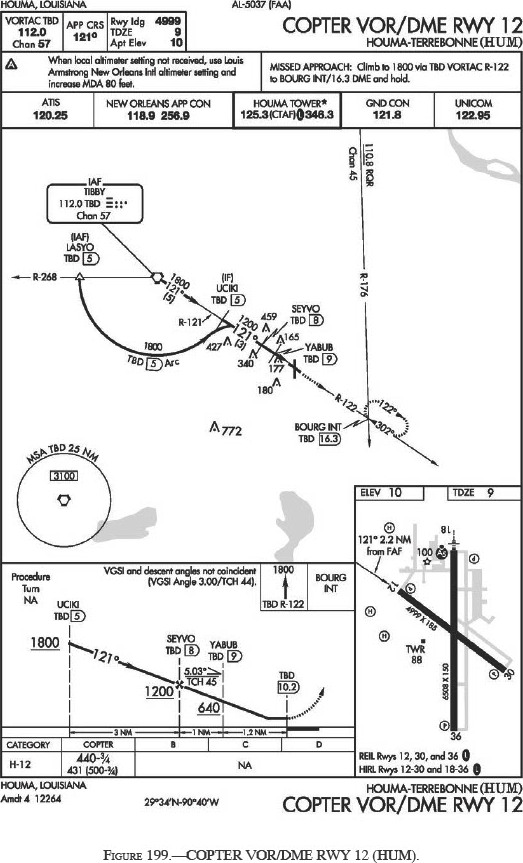 HOUMA, LOUISIANA
AL-5037 (FAA)
VORTAC TBD
112.0
Chan 57
APP CRS
121°
Rwy ldg 4999
TDZE 9
Apt Elev 10
COPTER VOR/DME RWY 12
HOUMA-TERREBONNE (HUM)
When local altimeter setting not received, use Louis
Armstrong New Orleans Intl altimeter setting and
increase MDA 80 feet.
MISSED APPROACH: Climb to 1800 via TBD VORTAC R-122
to BOURG INT/16.3 DME and hold.
ATIS
120.25
NEW ORLEANS APP CON
118.9 256.9
HOUMA TOWER*
125.3 (CTAF) L 348.3
GND CON
121.8
UNICOM
122.95
110.8 RQR
Chan 45
IAF
TIBBY
112.0 TBD
Chan 57
(IAF)
LASYO
TBD 5
R-268
1800
121°
(5)
(IF)
UCIKI
TBD 5
R-176
R-121
1200
121°
(3)
459
SEYVO
TBD 8
165
YABUB
TBD 9
427
340
177
180
1800
TBD 5 Arc
R-122
122°
302°
BOURG INT
TBD 16.3
772
MSA TBD 25 NM
3100
ELEV 10
TDZE 9
121° 2.2 NM
from FAF
18
100
H
H
H
P
A
12
4999 X 185
TWR
88
6508 X 150
30
36
REIL Rwys 12, 30, and 36 L
HIRL Rwys 12-30 and 18-36 L
Procedure
Turn
NA
VGSI and descent angles not coincident
(VGSI Angle 3.00/TCH 44).
1800
TBD R-122
BOURG
INT
UCIKI
TBD 5
1800
121°
SEYVO
TBD 8
YABUB
TBD 9
5.03°
TCH 45
TBD
10.2
1200
640
3 NM
1 NM
1.2 NM
CATEGORY
COPTER
B
C
D
H-12
440-¾
431 (500-¾)
NA
HOUMA, LOUISIANA
Amdt 4 12264
29°34'N-90°40'W
HOUMA-TERREBONNE (HUM)
COPTER VOR/DME RWY 12
FIGURE 199.—COPTER VOR/DME RWY 12 (HUM).